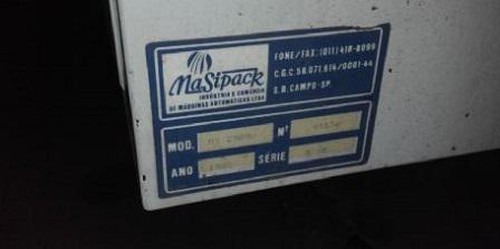 MaSipack
INDÚSTRIA E COMÉRCIO
DE MÁQUINAS AUTOMÁTICAS LTDA
FONE/FAX: (011) 418-8099
C.G.C 58.071.614/0001-44
S.B. CAMPO-SP.
MOD. Nº
ANO SÉRIE